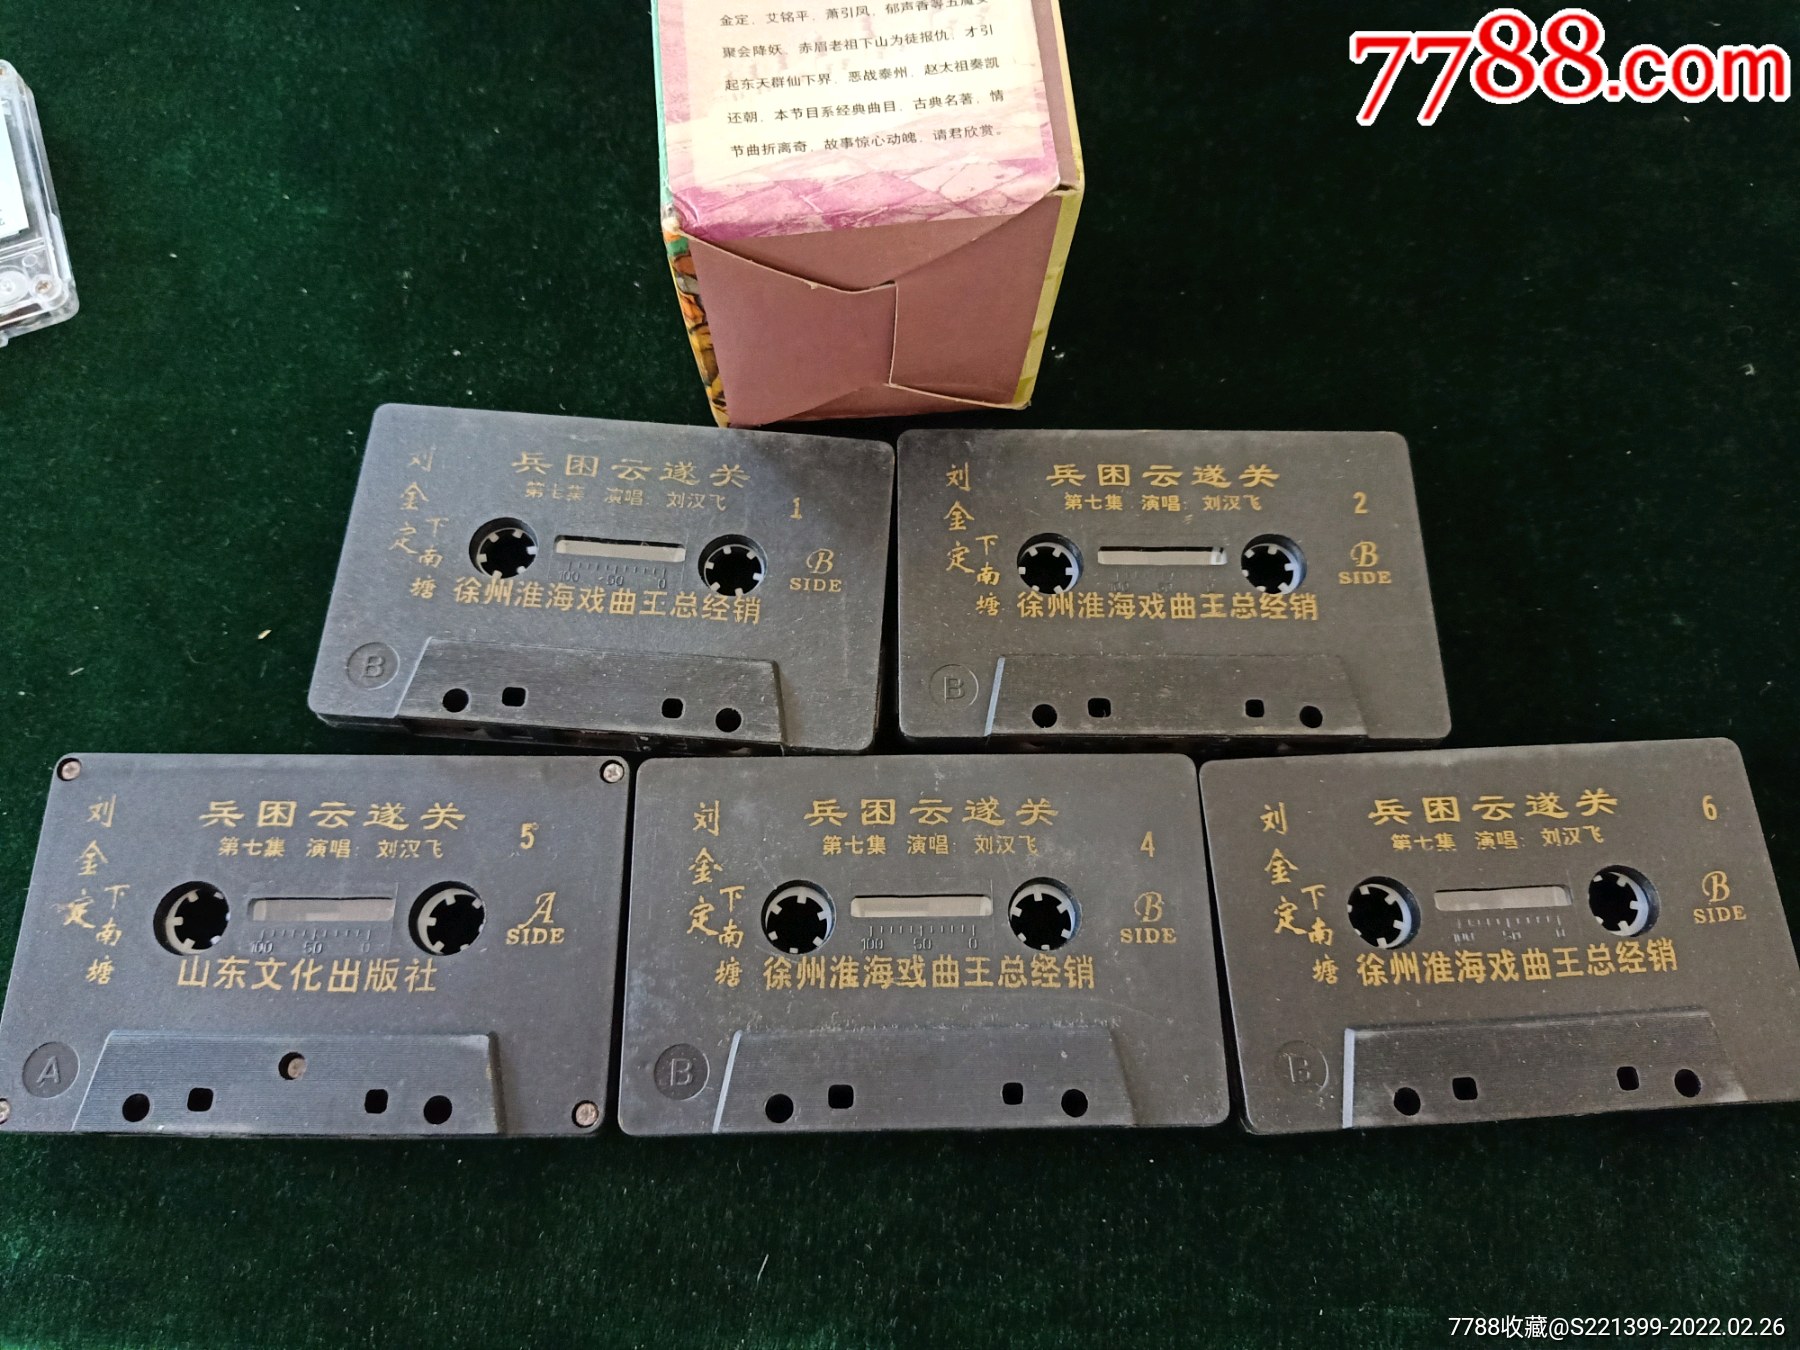 金定、艾铭平、萧引凤、郁声香等五魔女
聚会降妖、赤眉老祖下山为徒报仇、才引
起东天群仙下界、恶战泰州、赵太祖奏凯
还朝、本节目系经典曲目、古典名著、情
节曲折离奇、故事惊心动魄、请君欣赏。
7788.com
刘金定下南塘
兵困云遂关
第七集 演唱:刘汉飞
1
B
SIDE
100 50 0
徐州淮海戏曲王总经销
B
刘金定下南塘
兵困云遂关
第七集 演唱:刘汉飞
2
B
SIDE
徐州淮海戏曲王总经销
B
刘金定下南塘
兵困云遂关
第七集 演唱:刘汉飞
5
A
SIDE
100 50 0
山东文化出版社
A
刘金定下南塘
兵困云遂关
第七集 演唱:刘汉飞
4
B
SIDE
100 50 0
徐州淮海戏曲王总经销
B
刘金定下南塘
兵困云遂关
第七集 演唱:刘汉飞
6
B
SIDE
徐州淮海戏曲王总经销
B
7788收藏@S221399-2022.02.26